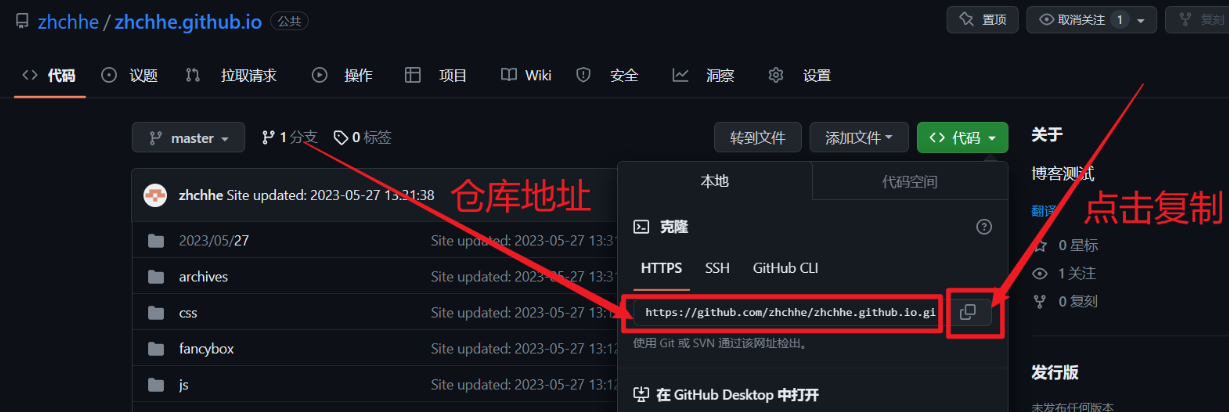 zhchhe / zhchhe.github.io 公共
置顶
取消关注 1
复刻
代码
议题
拉取请求
操作
项目
Wiki
安全
洞察
设置
master
1 分支
0 标签
转到文件
添加文件
代码
zhchhe Site updated: 2023-05-27 13:31:38
2023/05/27 Site updated: 2023-05-27 13:31
archives Site updated: 2023-05-27 13:31
css Site updated: 2023-05-27 13:12
fancybox Site updated: 2023-05-27 13:12
js Site updated: 2023-05-27 13:12
仓库地址
本地
代码空间
克隆
HTTPS
SSH
GitHub CLI
https://github.com/zhchhe/zhchhe.github.io.gi
使用 Git 或 SVN 通过该网址检出。
在 GitHub Desktop 中打开
关于
博客测试
翻译
点击复制
0 星标
1 关注
0 复刻
发行版
未发布任何版本